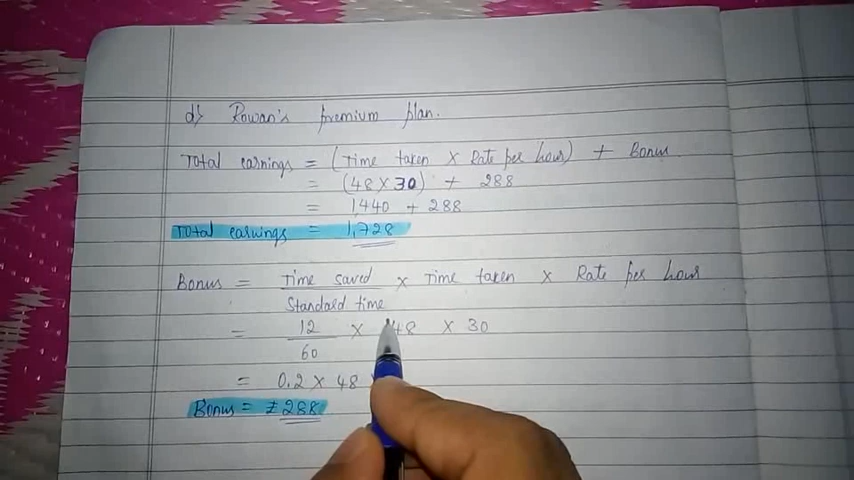 d) Rowan's premium plan.
Total earnings = (Time taken X Rate per hour) + Bonus
= (48 X 30) + 288
= 1,440 + 288
Total earnings = 1,728
Bonus = Time saved X Time taken X Rate per hour
Standard time
= 12 X 48 X 30
60
= 0.2 X 48
Bonus = ₹ 288